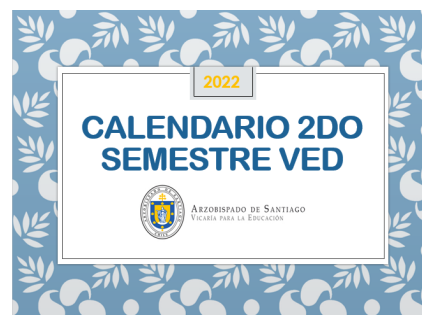 2022
CALENDARIO 2DO
SEMESTRE VED
ARZOBISPADO DE SANTIAGO
VICARÍA PARA LA EDUCACIÓN